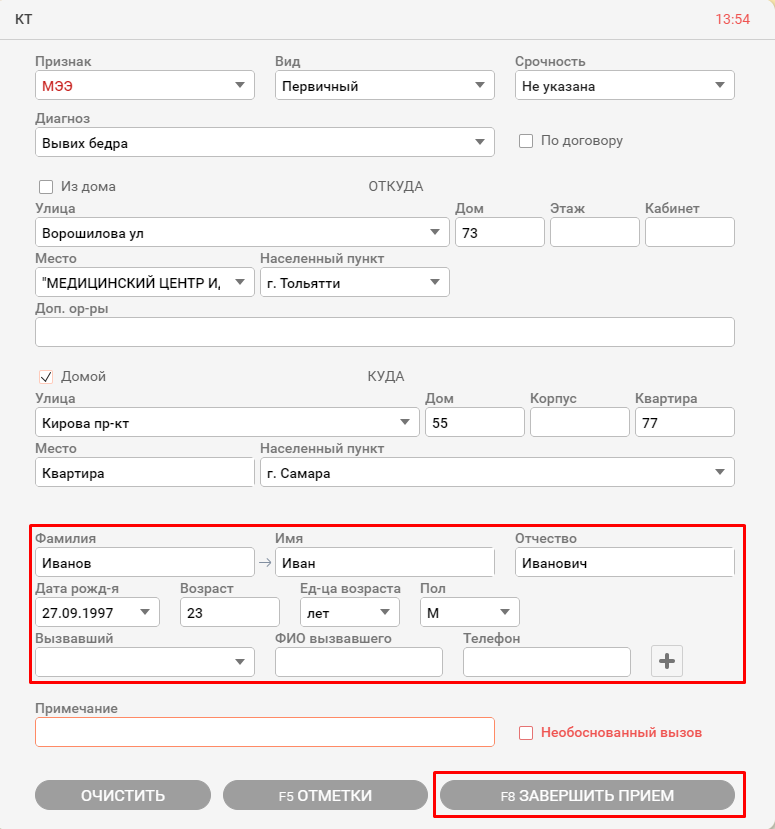 КТ 13:54
Признак Вид Срочность
МЭЭ Первичный Не указана
Диагноз
Вывих бедра По договору
Из дома ОТКУДА
Улица Дом Этаж Кабинет
Ворошилова ул 73
Место Населенный пункт
"МЕДИЦИНСКИЙ ЦЕНТР И, г. Тольятти
Доп. ор-ры
Домой КУДА
Улица Дом Корпус Квартира
Кирова пр-кт 55 77
Место Населенный пункт
Квартира г. Самара
Фамилия Имя Отчество
Иванов Иван Иванович
Дата рожд-я Возраст Ед-ца возраста Пол
27.09.1997 23 лет М
Вызвавший ФИО вызвавшего Телефон
Примечание
Необоснованный вызов
ОЧИСТИТЬ F5 ОТМЕТКИ F8 ЗАВЕРШИТЬ ПРИЕМ